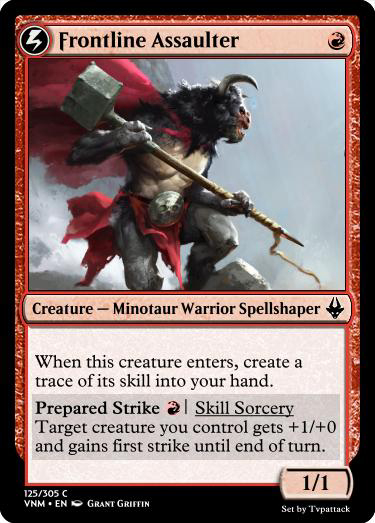 Frontline Assaulter
Creature — Minotaur Warrior Spellshaper
When this creature enters, create a
trace of its skill into your hand.
Prepared Strike | Skill Sorcery
Target creature you control gets +1/+0
and gains first strike until end of turn.
1/1
125/305 C
VNM • EN Grant Griffin
Set by Tvpattack